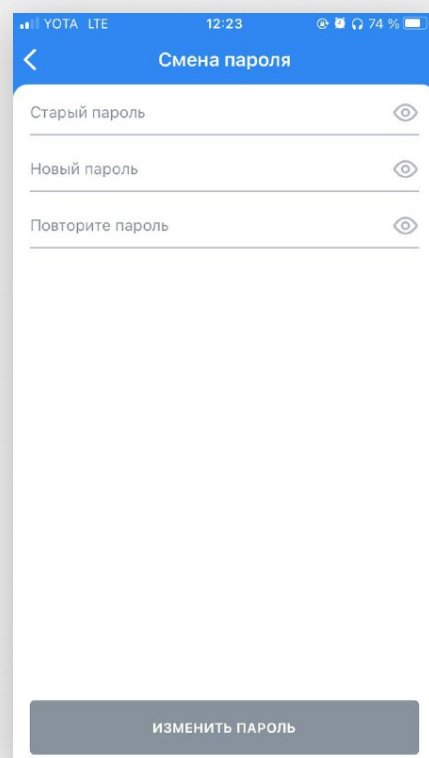 YOTA LTE 12:23 74 %
Смена пароля
Старый пароль
Новый пароль
Повторите пароль
ИЗМЕНИТЬ ПАРОЛЬ